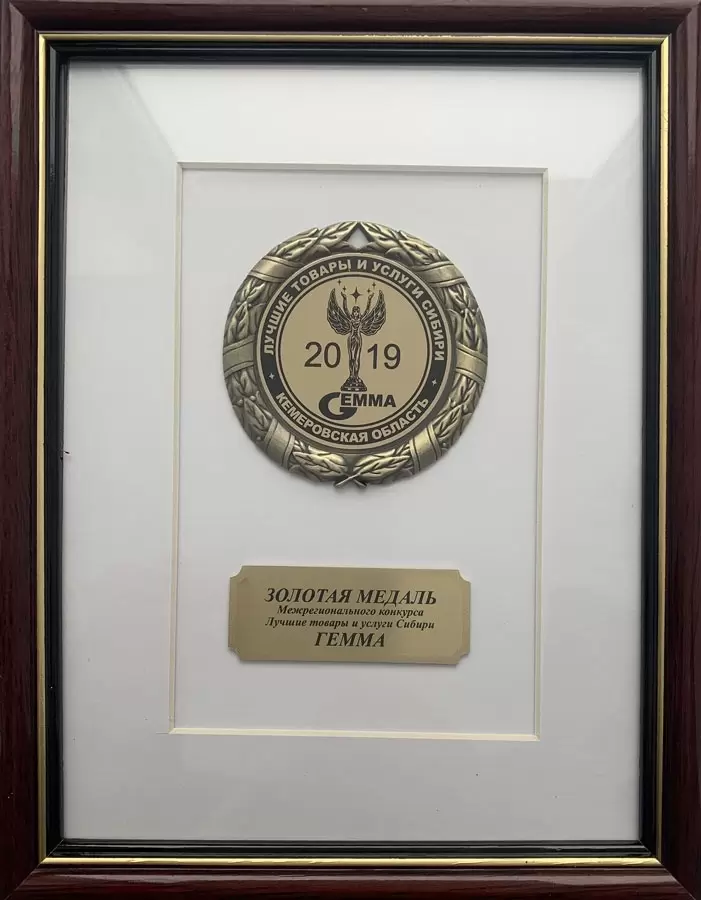 ЛУЧШИЕ ТОВАРЫ И УСЛУГИ СИБИРИ
2019
GEMMA
КЕМЕРОВСКАЯ ОБЛАСТЬ
ЗОЛОТАЯ МЕДАЛЬ
Межрегионального конкурса
Лучшие товары и услуги Сибири
ГЕММА